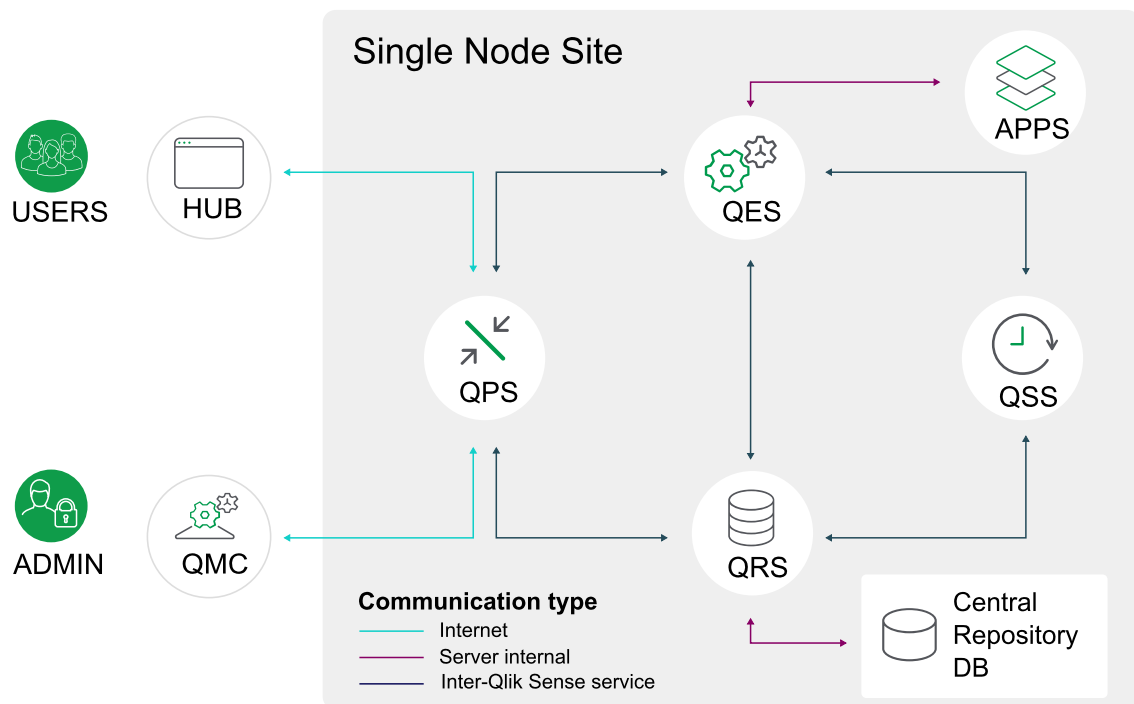 Single Node Site
APPS
USERS
HUB
QES
QPS
QSS
ADMIN
QMC
QRS
Communication type
Internet
Server internal
Inter-Qlik Sense service
Central
Repository
DB